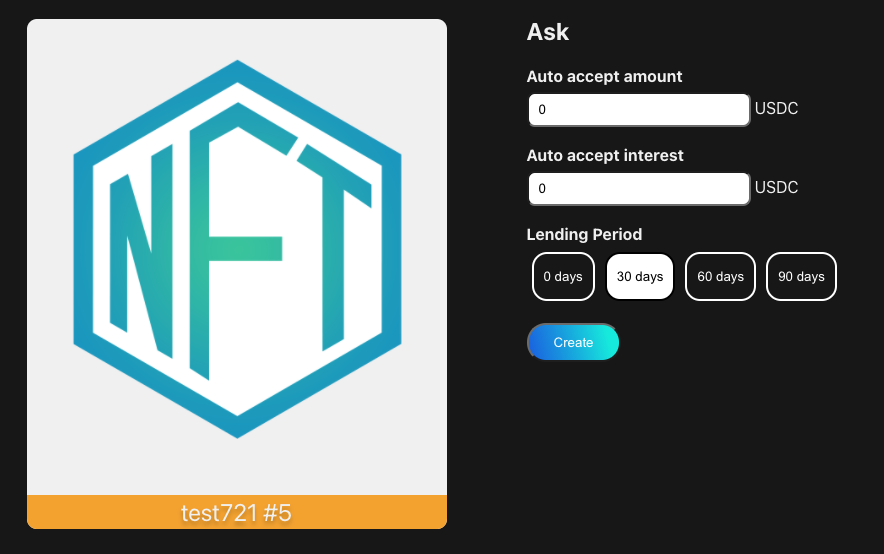 NFT
test721 #5
Ask
Auto accept amount
0 USDC
Auto accept interest
0 USDC
Lending Period
0 days 30 days 60 days 90 days
Create